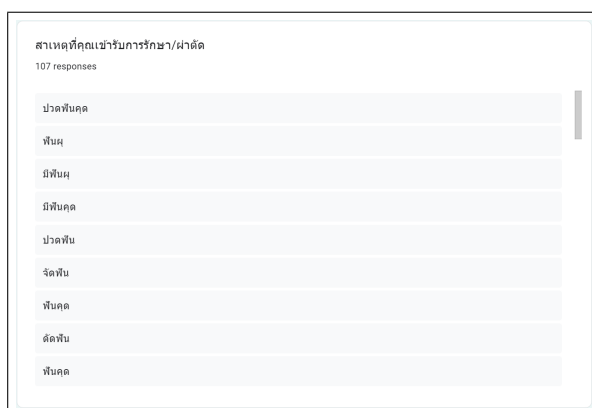 สาเหตุที่คุณเข้ารับการรักษา/ผ่าตัด
107 responses
ปวดฟันคุด
ฟันผุ
มีฟันผุ
มีฟันคุด
ปวดฟัน
จัดฟัน
ฟันคุด
ดัดฟัน
ฟันคุด